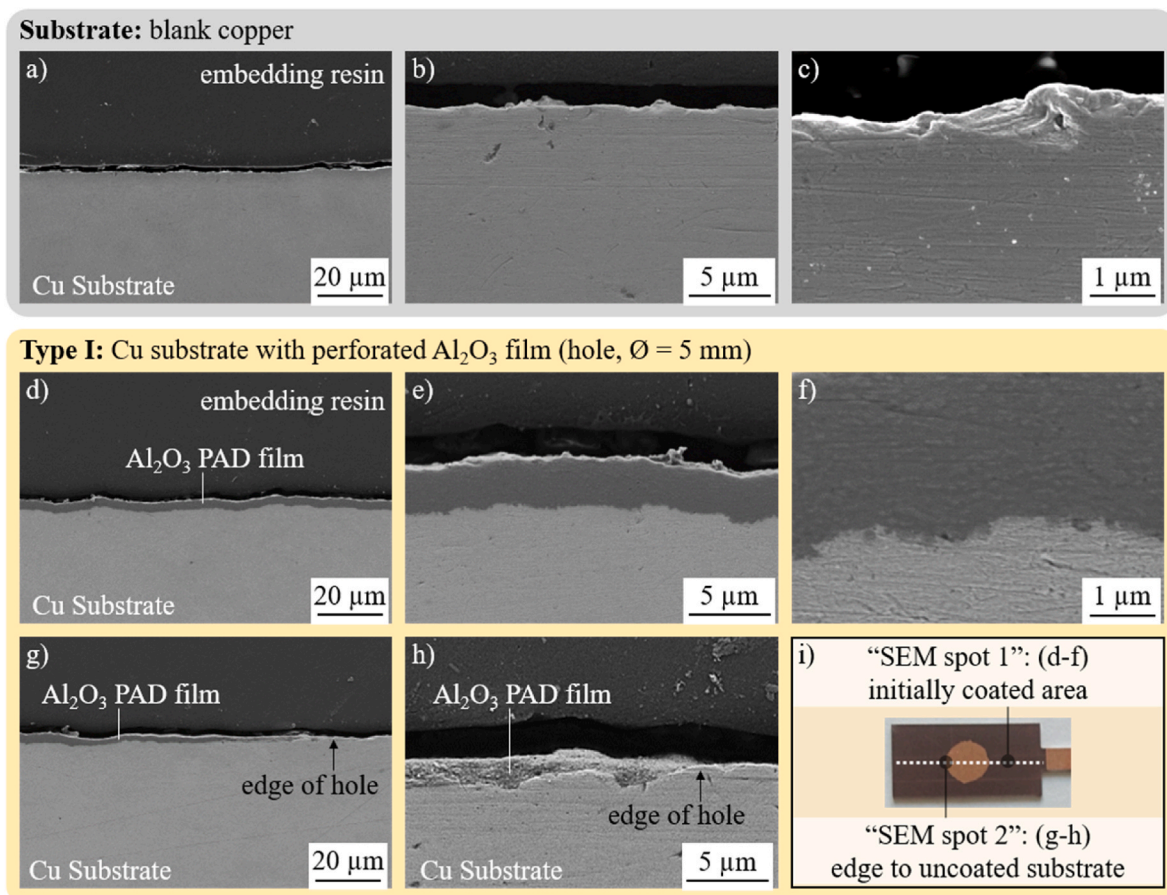 Substrate: blank copper
a)
embedding resin
Cu Substrate
20 µm
b)
5 µm
c)
1 µm
Type I: Cu substrate with perforated Al₂O₃ film (hole, Ø = 5 mm)
d)
embedding resin
Al₂O₃ PAD film
Cu Substrate
20 µm
e)
5 µm
f)
1 µm
g)
Al₂O₃ PAD film
edge of hole
Cu Substrate
20 µm
h)
Al₂O₃ PAD film
edge of hole
Cu Substrate
5 µm
i)
“SEM spot 1”: (d-f)
initially coated area
“SEM spot 2”: (g-h)
edge to uncoated substrate